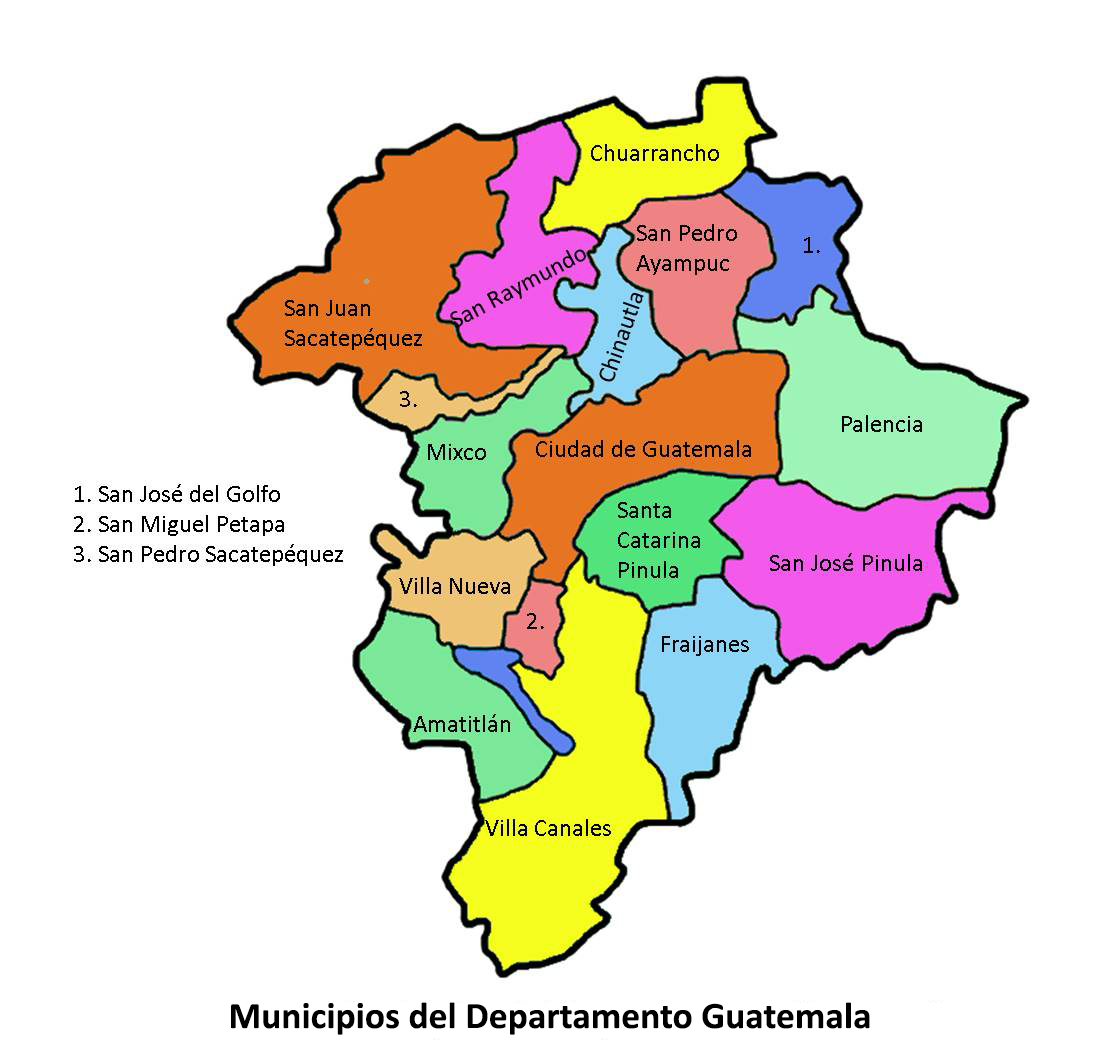 Chuarrancho
San Pedro
Ayampuc
1.
San Raymundo
San Juan
Sacatepéquez
Chinautla
3.
Palencia
Mixco
Ciudad de Guatemala
1. San José del Golfo
2. San Miguel Petapa
3. San Pedro Sacatepéquez
Santa
Catarina
Pinula
San José Pinula
Villa Nueva
2.
Fraijanes
Amatitlán
Villa Canales
Municipios del Departamento Guatemala